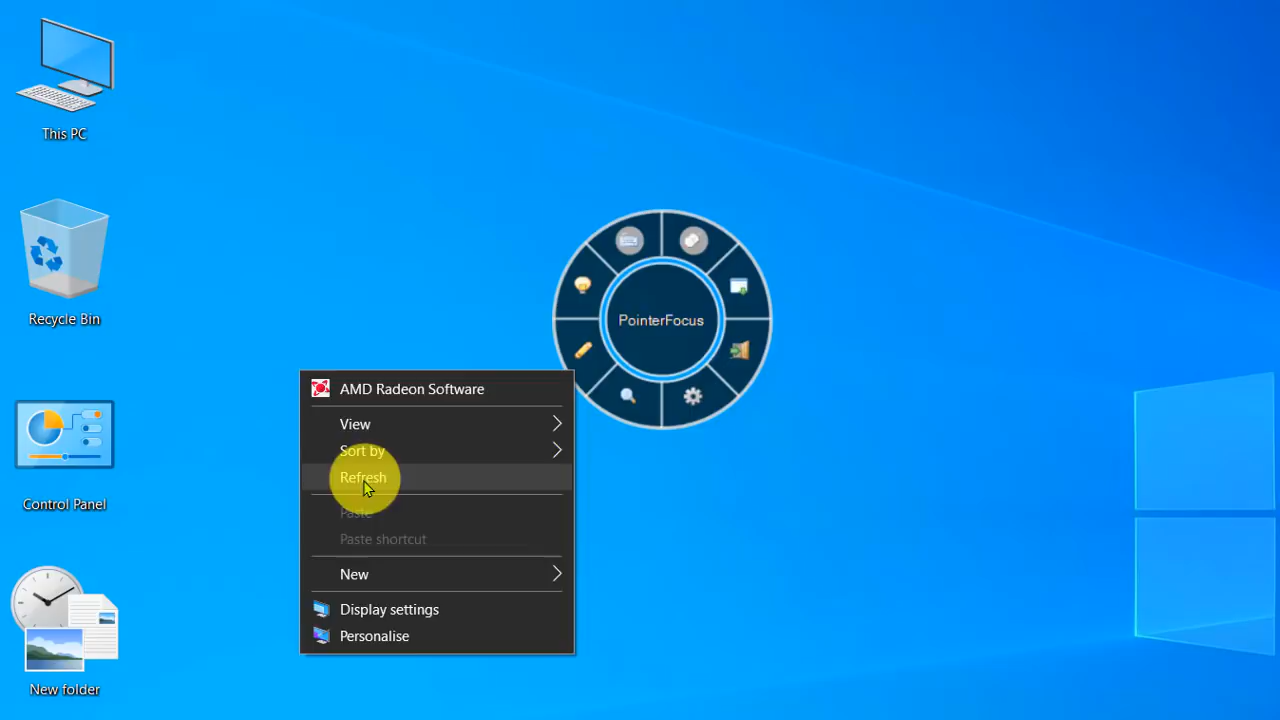 This PC
Recycle Bin
Control Panel
New folder
PointerFocus
AMD Radeon Software
View
Sort by
Refresh
Paste
Paste shortcut
New
Display settings
Personalise